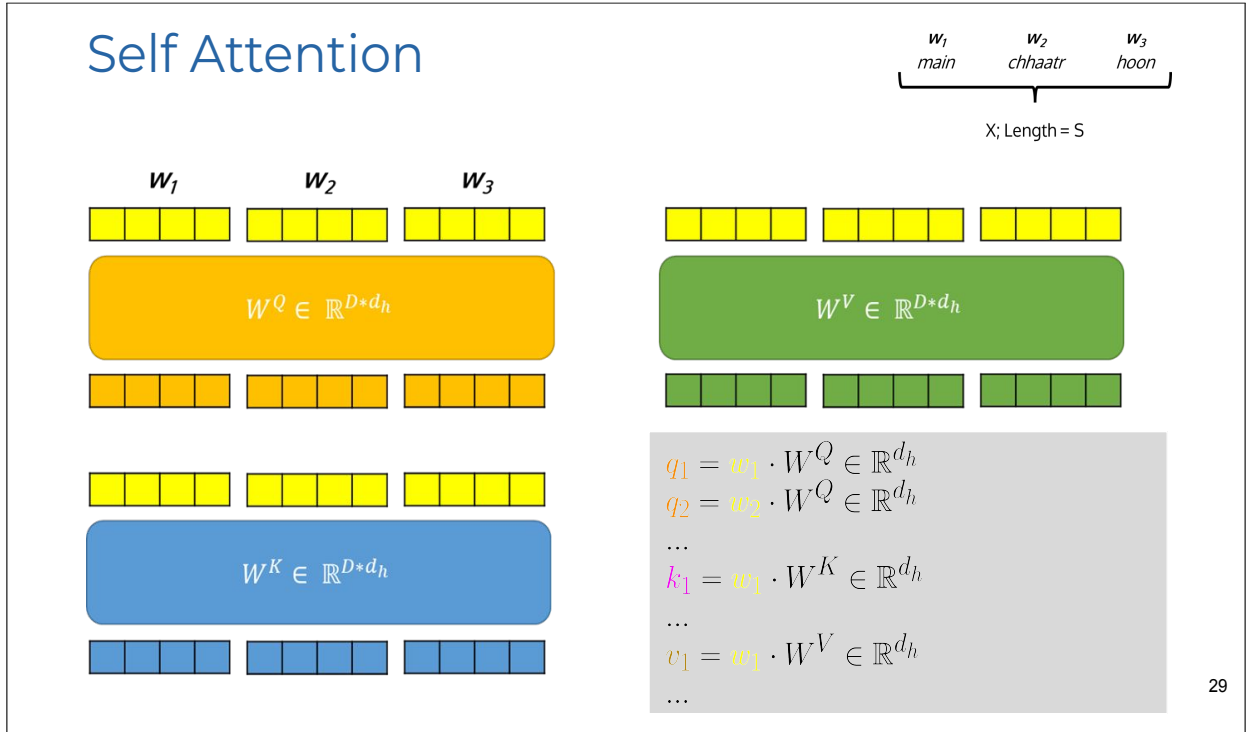 Self Attention
w₁ w₂ w₃
main chhaatr hoon
X; Length = S
w₁ w₂ w₃
W^Q ∈ ℝ^{D*d_h}
W^V ∈ ℝ^{D*d_h}
W^K ∈ ℝ^{D*d_h}
q₁ = w₁ · W^Q ∈ ℝ^{d_h}
q₂ = w₂ · W^Q ∈ ℝ^{d_h}
...
k₁ = w₁ · W^K ∈ ℝ^{d_h}
...
v₁ = w₁ · W^V ∈ ℝ^{d_h}
...
29